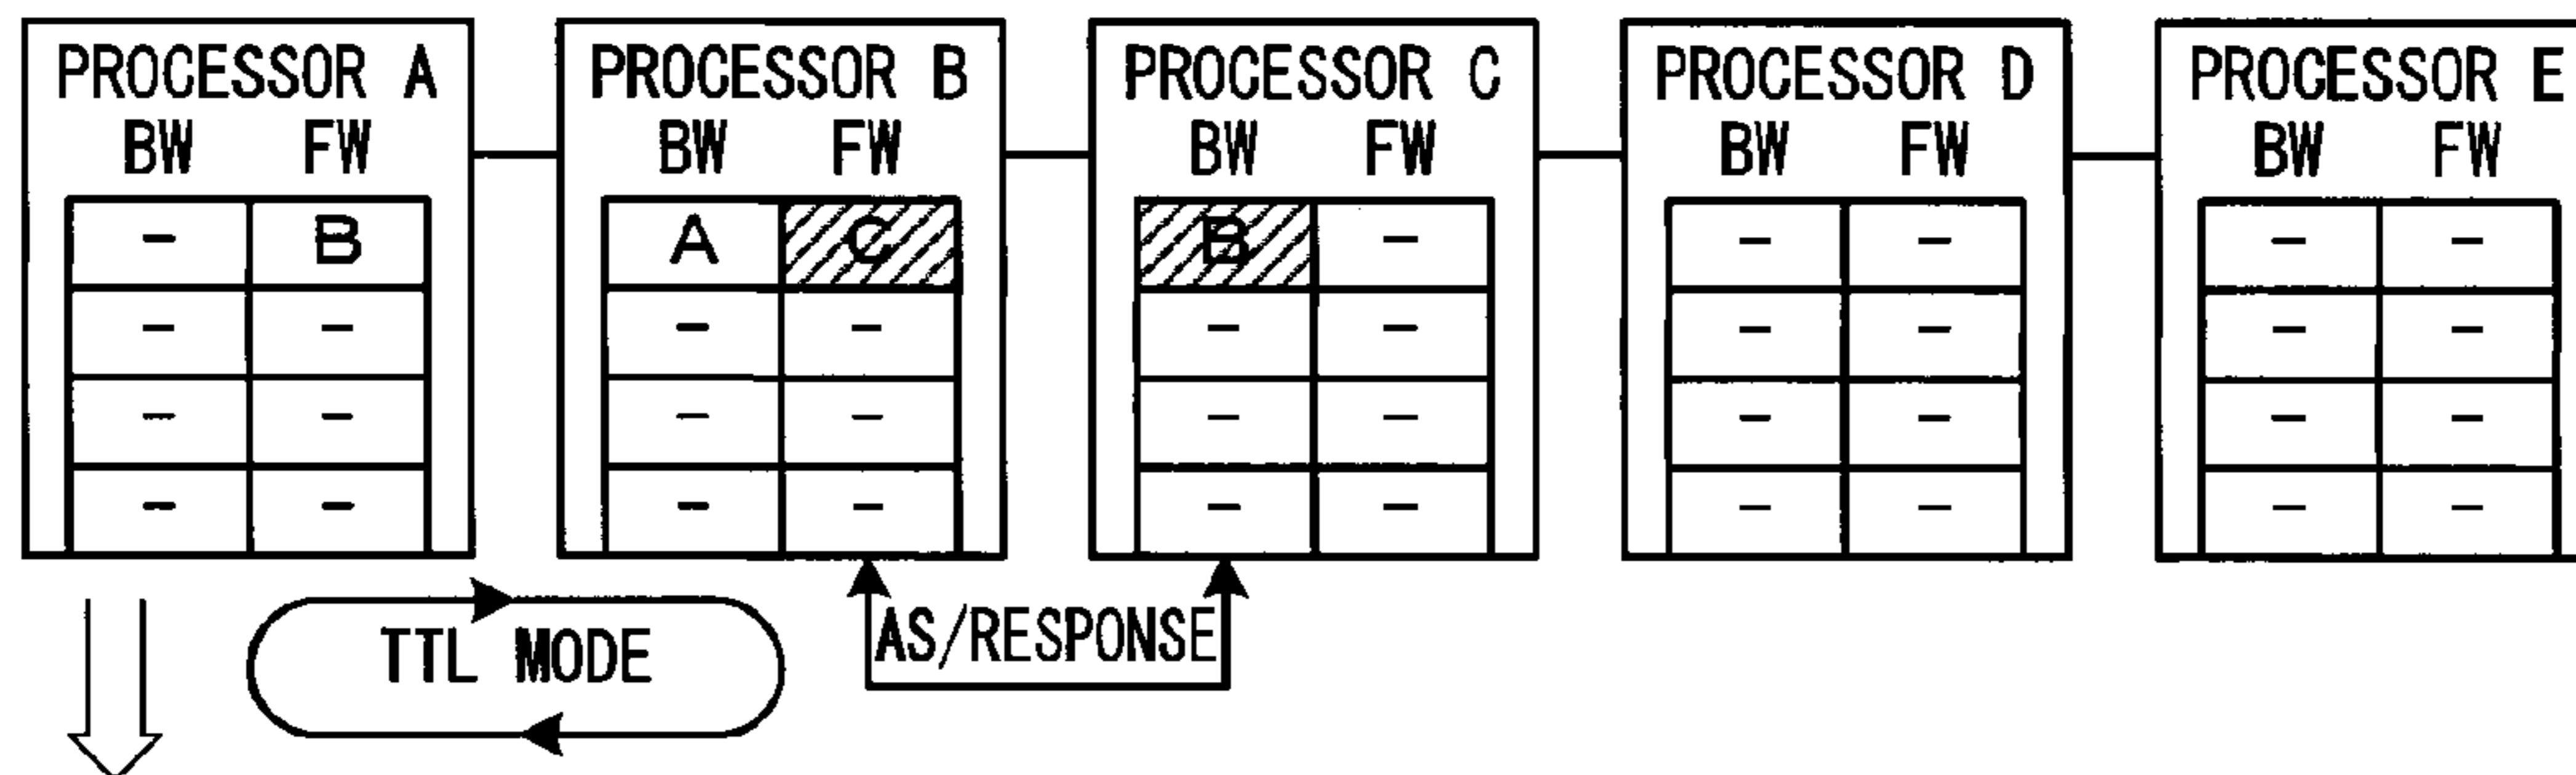 PROCESSOR A PROCESSOR B PROCESSOR C PROCESSOR D PROCESSOR E
BW FW BW FW BW FW BW FW BW FW
- B A C B - - - - -
- - - - - - - - - -
- - - - - - - - - -
- - - - - - - - - -
TTL MODE AS/RESPONSE